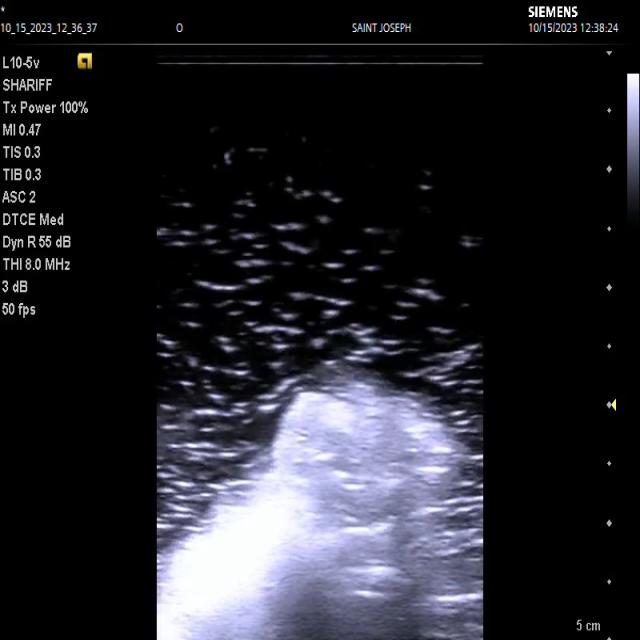 *
SIEMENS
10_15_2023_12_36_37 O SAINT JOSEPH 10/15/2023 12:38:24
L10-5v
SHARIFF
Tx Power 100%
MI 0.47
TIS 0.3
TIB 0.3
ASC 2
DTCE Med
Dyn R 55 dB
THI 8.0 MHz
3 dB
50 fps
5 cm